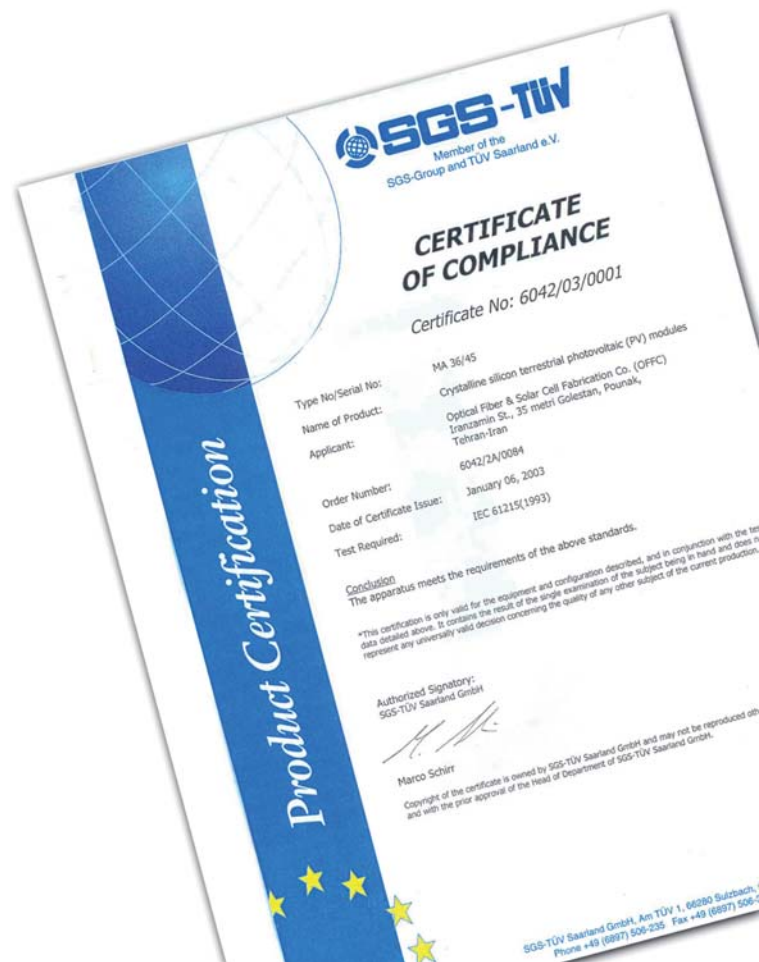 SGS-TÜV
Member of the
SGS-Group and TÜV Saarland e.V.
CERTIFICATE
OF COMPLIANCE
Certificate No: 6042/03/0001
Type No/Serial No: MA 36/45
Name of Product: Crystalline silicon terrestrial photovoltaic (PV) modules
Applicant: Optical Fiber & Solar Cell Fabrication Co. (OFFC)
Iranzamin St., 35 metri Golestan, Pounak,
Tehran-Iran
Order Number: 6042/2A/0084
Date of Certificate Issue: January 06, 2003
Test Required: IEC 61215(1993)
Conclusion
The apparatus meets the requirements of the above standards.
*This certification is only valid for the equipment and configuration described, and in conjunction with the tes
data detailed above. It contains the result of the single examination of the subject being in hand and does n
represent any universally valid decision concerning the quality of any other subject of the current production.
Authorized Signatory:
SGS-TÜV Saarland GmbH
Marco Schirr
Copyright of the certificate is owned by SGS-TÜV Saarland GmbH and may not be reproduced oth
and with the prior approval of the Head of Department of SGS-TÜV Saarland GmbH.
SGS-TÜV Saarland GmbH, Am TÜV 1, 66280 Sulzbach,
Phone +49 (6897) 506-235 Fax +49 (6897) 506-
Product Certification